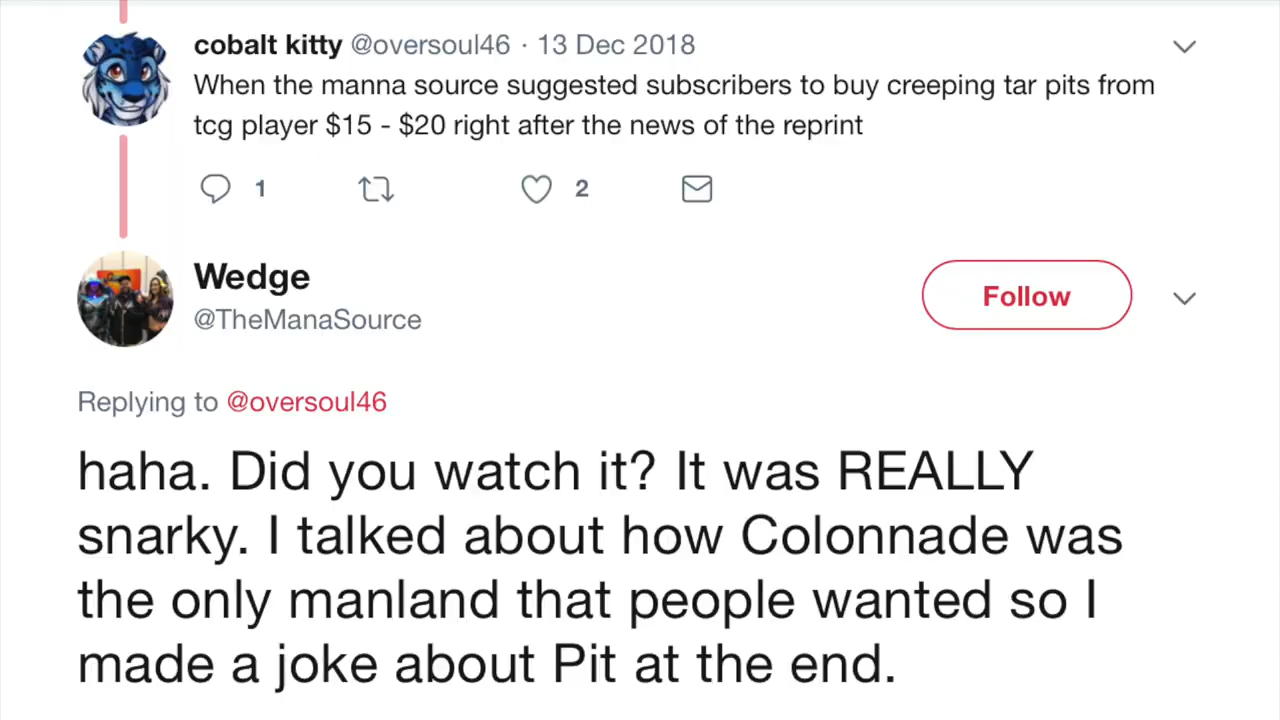 cobalt kitty @oversoul46 · 13 Dec 2018
When the manna source suggested subscribers to buy creeping tar pits from
tcg player $15 - $20 right after the news of the reprint
1 2
Wedge
@TheManaSource
Follow
Replying to @oversoul46
haha. Did you watch it? It was REALLY
snarky. I talked about how Colonnade was
the only manland that people wanted so I
made a joke about Pit at the end.